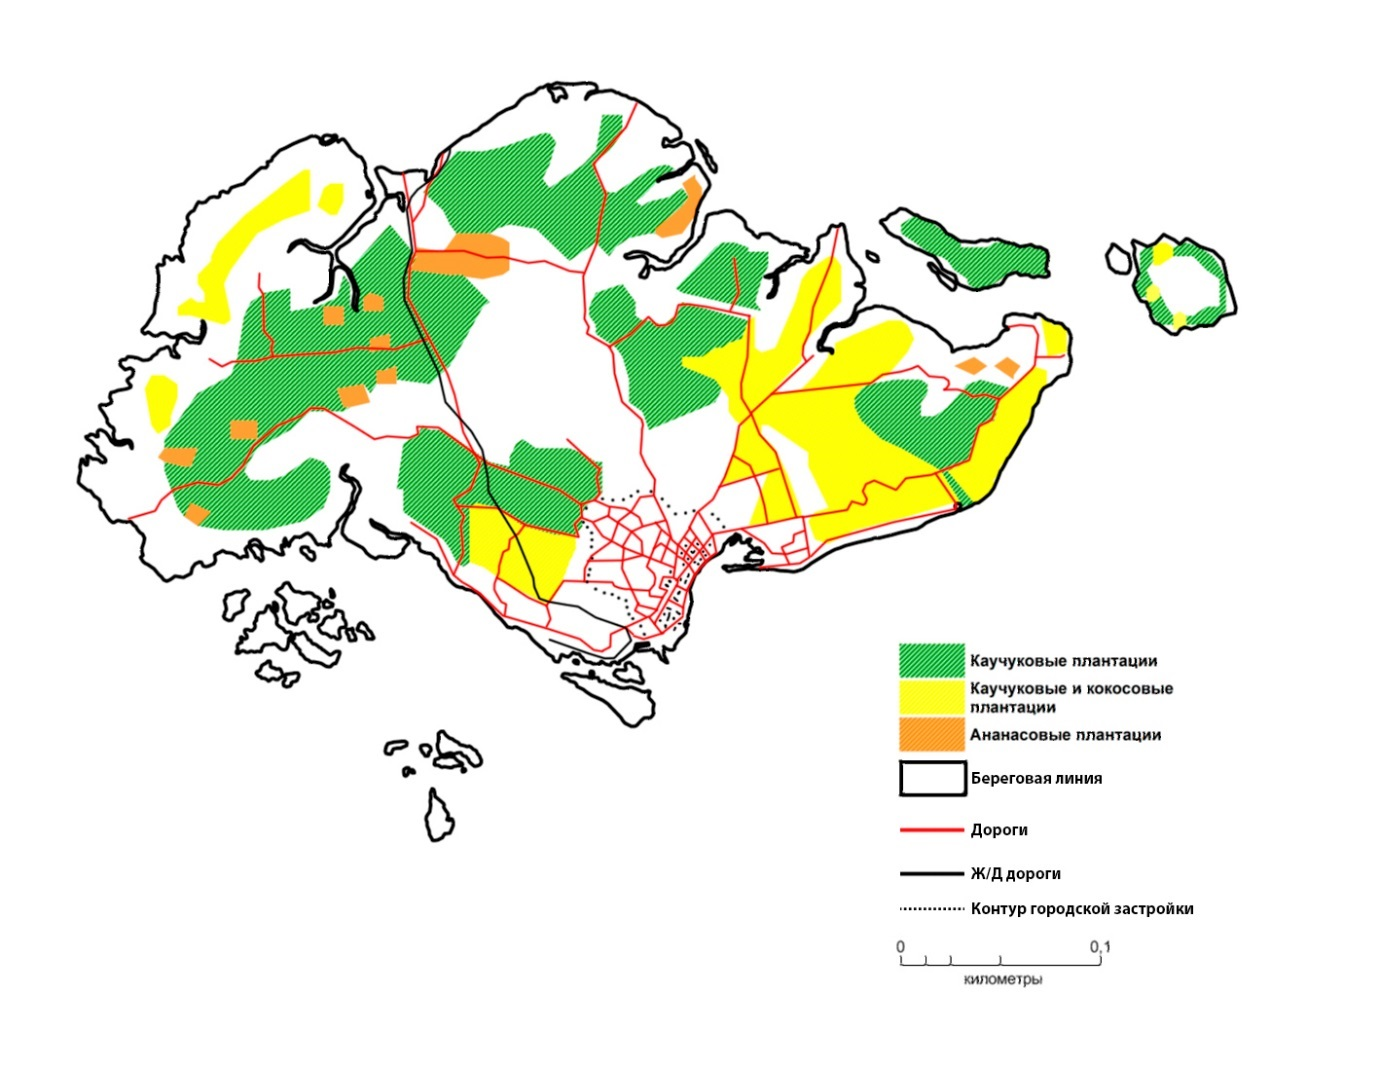 Каучуковые плантации
Каучуковые и кокосовые
плантации
Ананасовые плантации
Береговая линия
Дороги
Ж/Д дороги
Контур городской застройки
0 0,1
километры